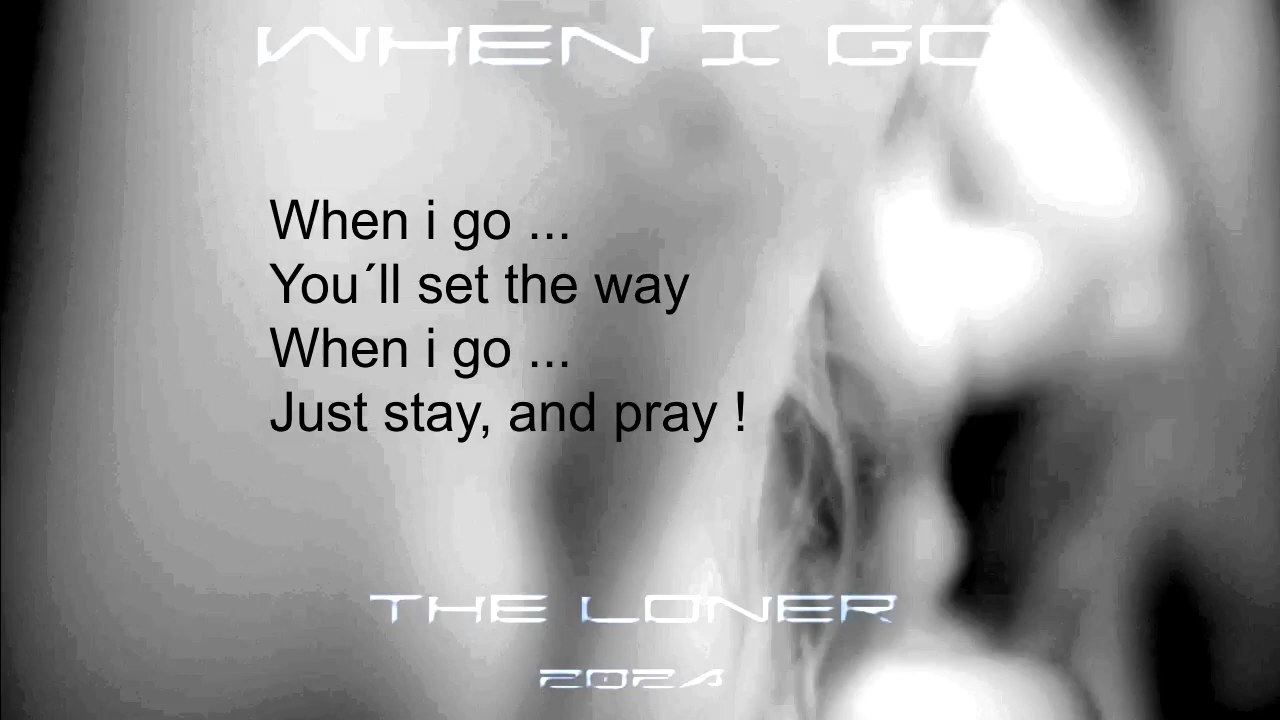 WHEN I GO
When i go ...
You´ll set the way
When i go ...
Just stay, and pray !
THE LONER
2024